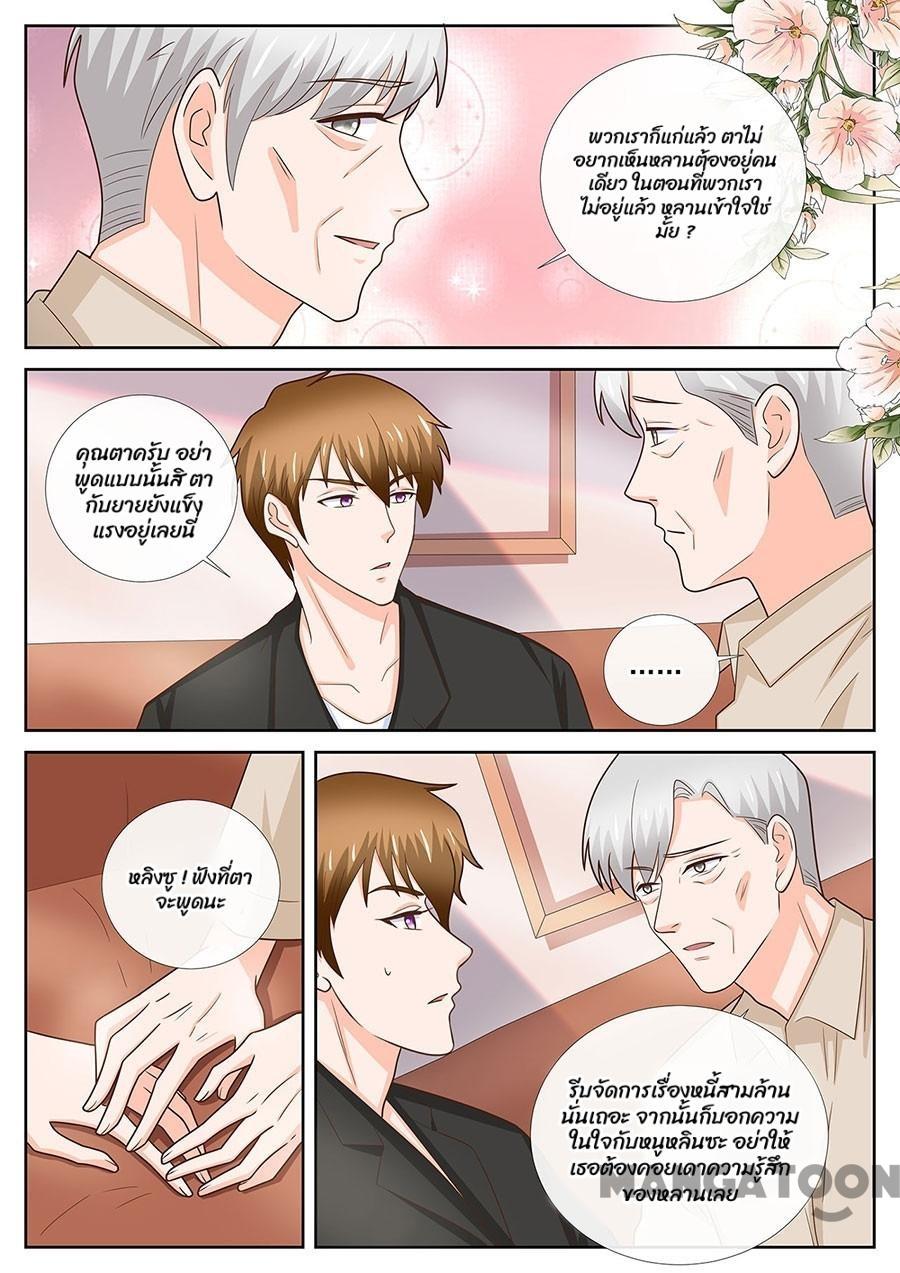 พวกเราก็แก่แล้ว ตาไม่
อยากเห็นหลานต้องอยู่คน
เดียว ในตอนที่พวกเรา
ไม่อยู่แล้ว หลานเข้าใจใช่
มั้ย ?
คุณตาครับ อย่า
พูดแบบนั้นสิ ตา
กับยายยังแข็ง
แรงอยู่เลยนี่
......
หลิงซู ! ฟังที่ตา
จะพูดนะ
รีบจัดการเรื่องหนี้สามล้าน
นั่นเถอะ จากนั้นก็บอกความ
ในใจกับหนูหลินซะ อย่าให้
เธอต้องคอยเดาความรู้สึก
ของหลานเลย
MANGATOON